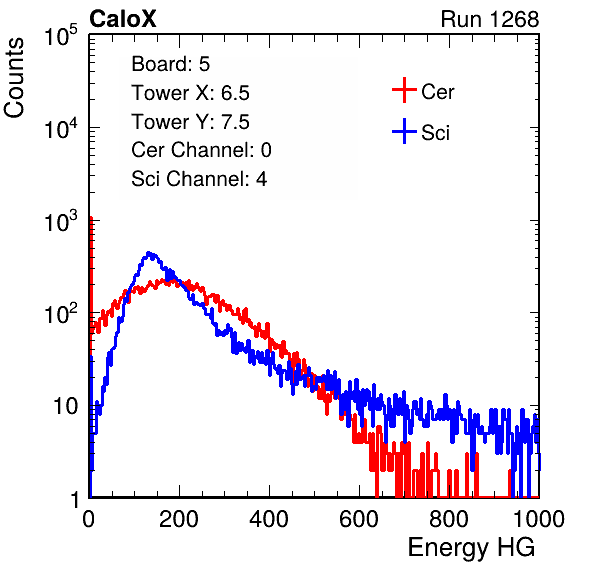 CaloX Run 1268
Counts
Board: 5
Tower X: 6.5
Tower Y: 7.5
Cer Channel: 0
Sci Channel: 4
Cer
Sci
10^5
10^4
10^3
10^2
10
1
0 200 400 600 800 1000
Energy HG